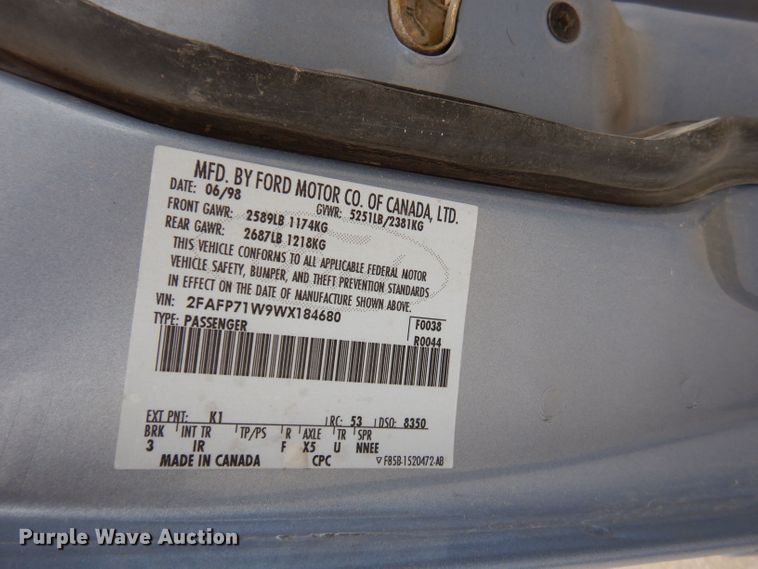 MFD. BY FORD MOTOR CO. OF CANADA, LTD.
DATE: 06/98 GVWR: 5251LB/2381KG
FRONT GAWR: 2589LB 1174KG
REAR GAWR: 2687LB 1218KG
THIS VEHICLE CONFORMS TO ALL APPLICABLE FEDERAL MOTOR
VEHICLE SAFETY, BUMPER, AND THEFT PREVENTION STANDARDS
IN EFFECT ON THE DATE OF MANUFACTURE SHOWN ABOVE.
VIN: 2FAFP71W9WX184680
TYPE: PASSENGER
F0038
R0044
EXT PNT: K1 RC: 53 DSO: 8350
BRK INT TR TP/PS R AXLE TR SPR
3 IR F X5 U NNEE
MADE IN CANADA CPC F85B-1520472-AB
Purple Wave Auction
Purple Wave Auction